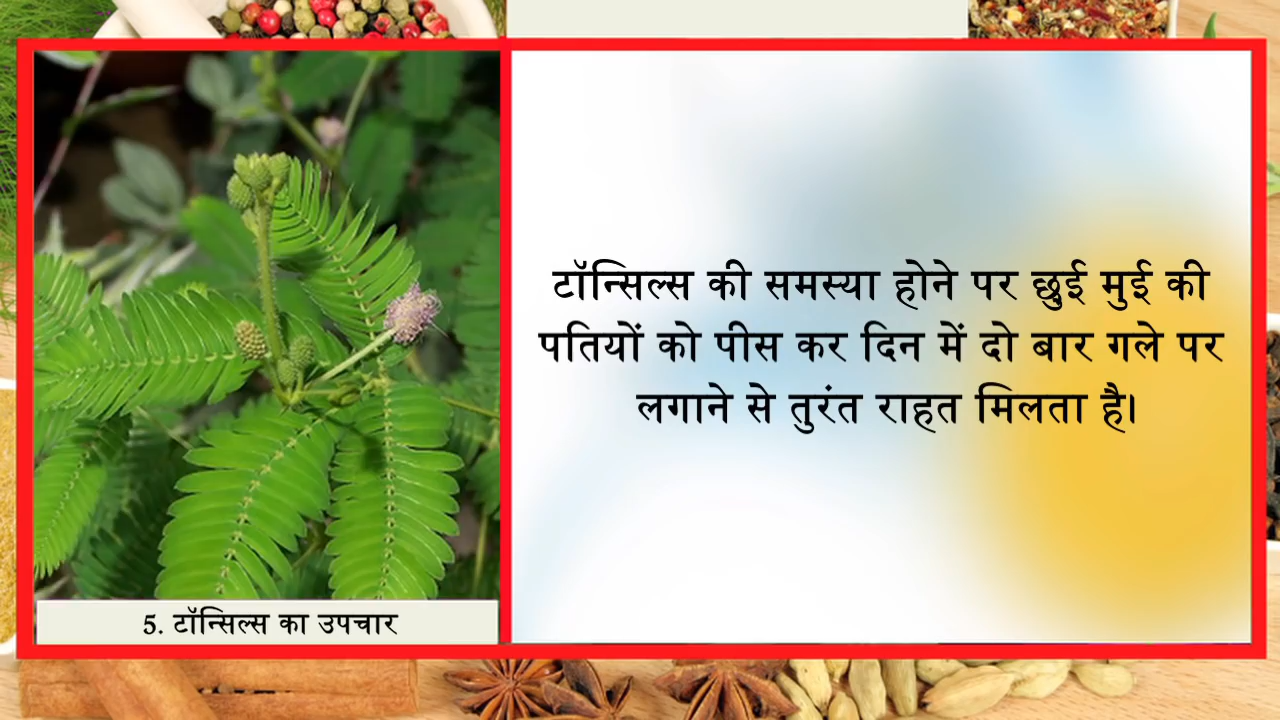 टॉन्सिल्स की समस्या होने पर छुई मुई की
पतियों को पीस कर दिन में दो बार गले पर
लगाने से तुरंत राहत मिलता है।
5. टॉन्सिल्स का उपचार